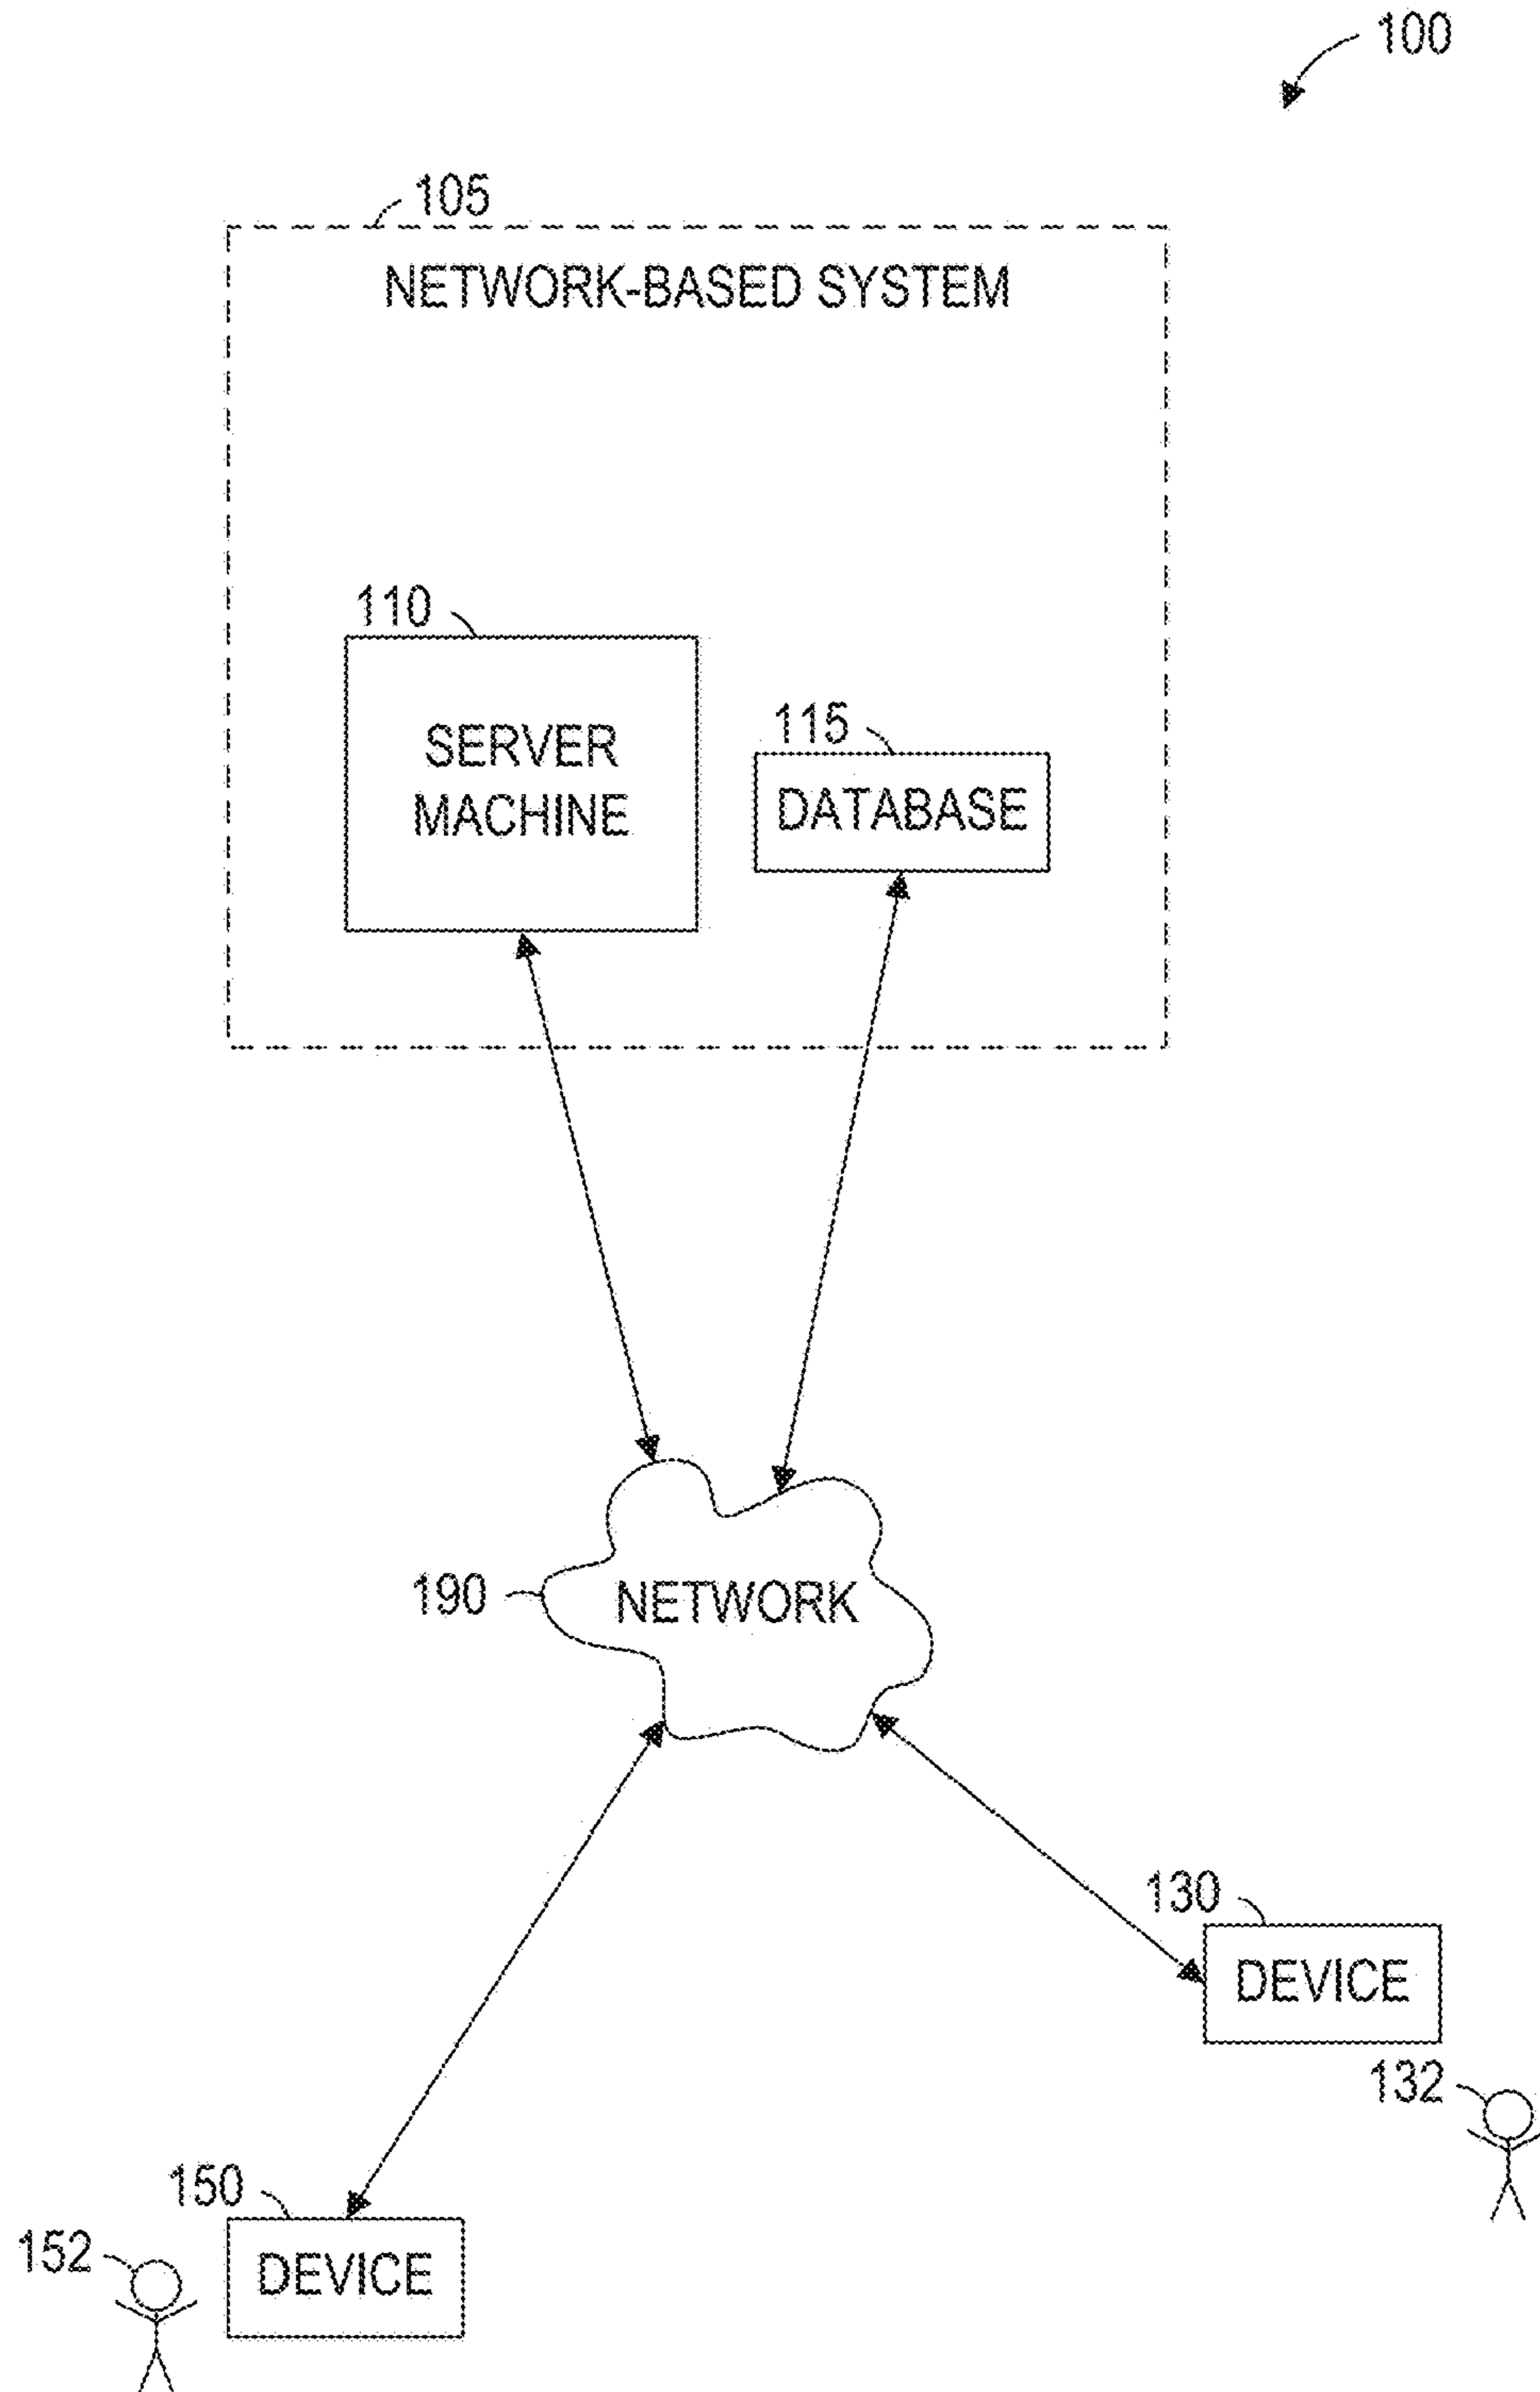 100
105
NETWORK-BASED SYSTEM
110
SERVER
MACHINE
115
DATABASE
190
NETWORK
130
DEVICE
132
150
DEVICE
152